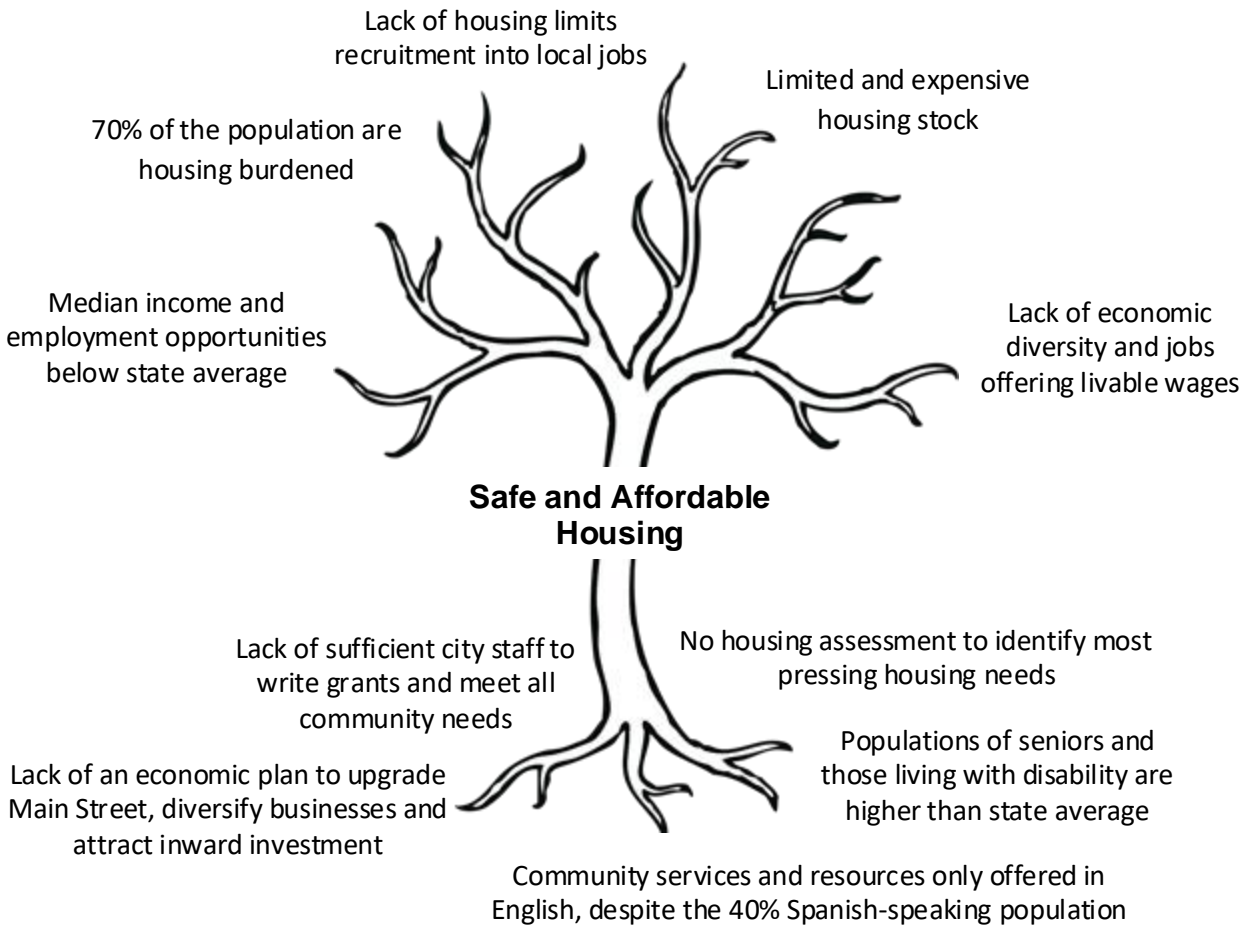 Lack of housing limits
recruitment into local jobs
Limited and expensive
housing stock
70% of the population are
housing burdened
Median income and
employment opportunities
below state average
Lack of economic
diversity and jobs
offering livable wages
Safe and Affordable
Housing
Lack of sufficient city staff to
write grants and meet all
community needs
No housing assessment to identify most
pressing housing needs
Lack of an economic plan to upgrade
Main Street, diversify businesses and
attract inward investment
Populations of seniors and
those living with disability are
higher than state average
Community services and resources only offered in
English, despite the 40% Spanish-speaking population